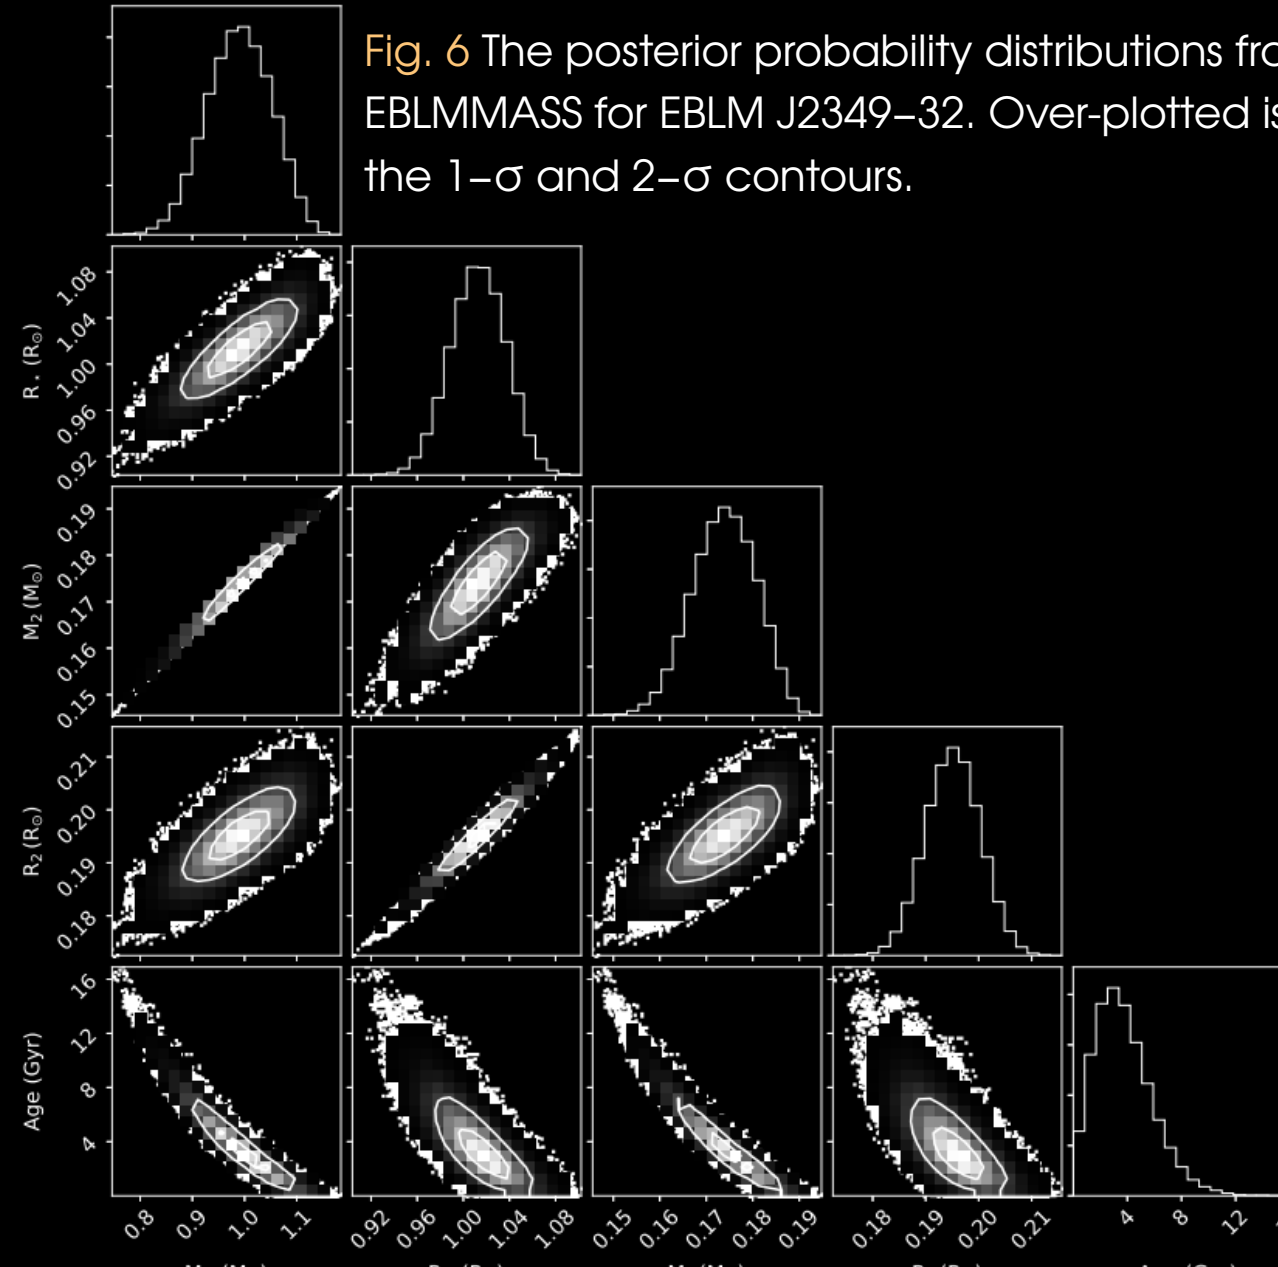 Fig. 6 The posterior probability distributions
EBLMMASS for EBLM J2349–32. Over-plotted is
the 1–σ and 2–σ contours.
1.08
1.04
1.00
0.96
0.92
R⋆ (R☉)
0.19
0.18
0.17
0.16
0.15
M₂ (M☉)
0.21
0.20
0.19
0.18
R₂ (R☉)
16
12
8
4
Age (Gyr)
0.8 0.9 1.0 1.1
0.92 0.96 1.00 1.04 1.08
0.15 0.16 0.17 0.18 0.19
0.18 0.19 0.20 0.21
4 8 12